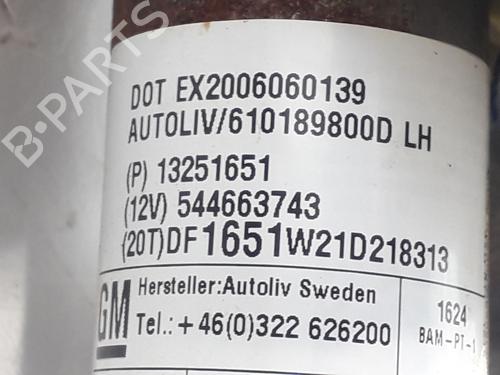 DOT EX2006060139
AUTOLIV/610189800D LH
(P) 13251651
(12V) 544663743
(20T)DF1651W21D218313
GM
Hersteller:Autoliv Sweden
Tel.:+46(0)322 626200
1624
BAM-PT-1
B-PARTS